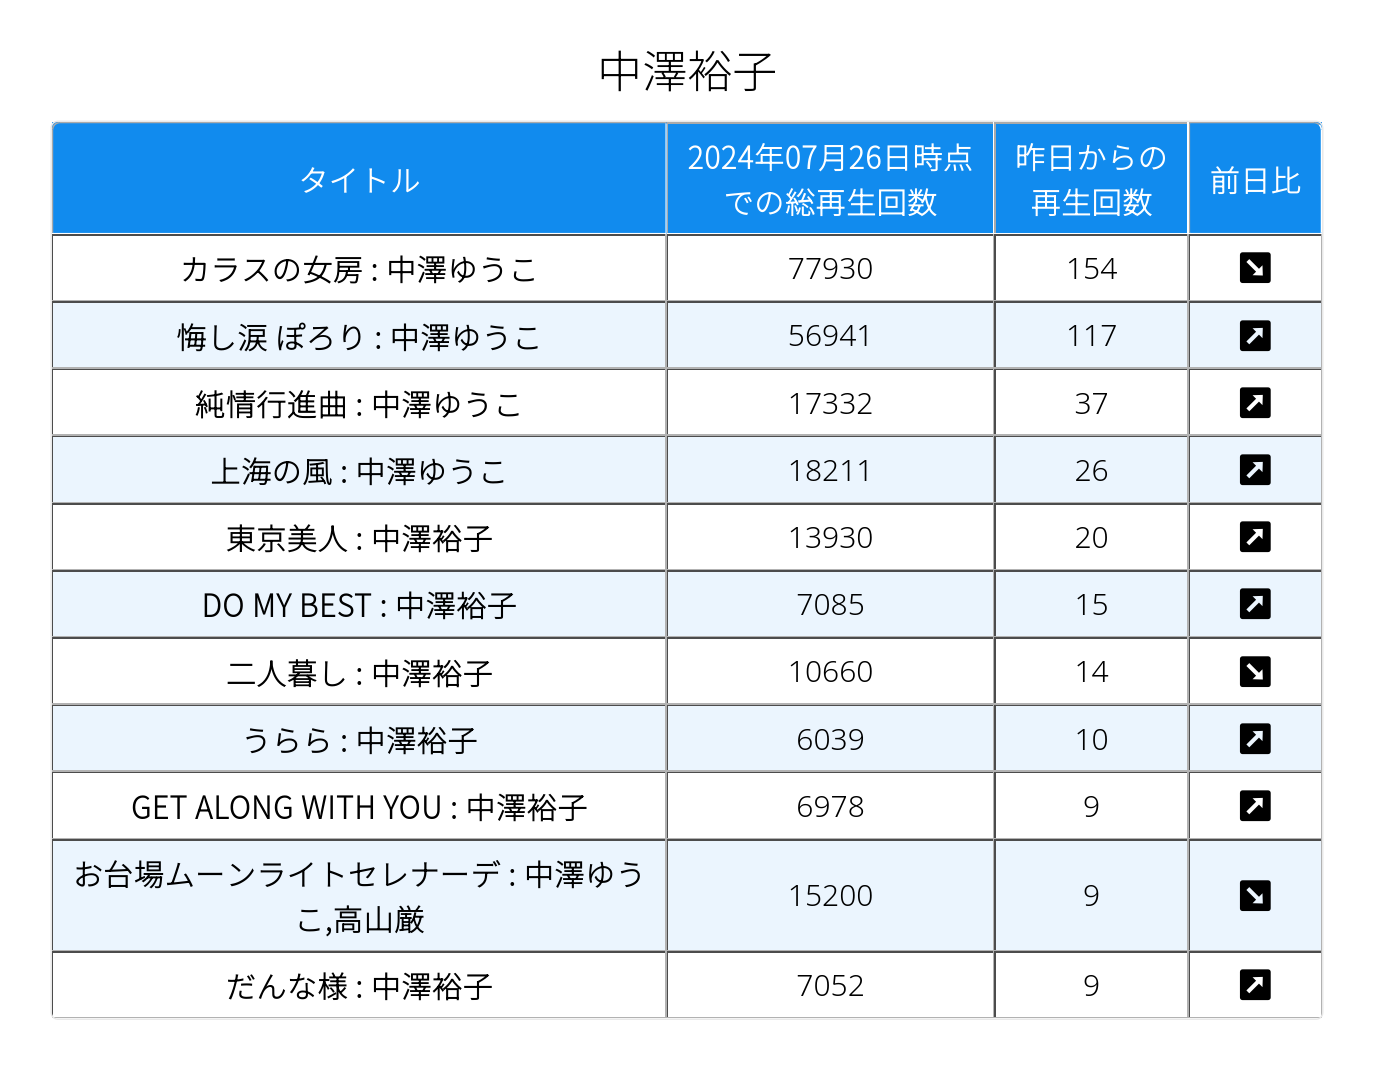 中澤裕子
タイトル
2024年07月26日時点
での総再生回数
昨日からの
再生回数
前日比
カラスの女房 : 中澤ゆうこ 77930 154
悔し涙 ぽろり : 中澤ゆうこ 56941 117
純情行進曲 : 中澤ゆうこ 17332 37
上海の風 : 中澤ゆうこ 18211 26
東京美人 : 中澤裕子 13930 20
DO MY BEST : 中澤裕子 7085 15
二人暮し : 中澤裕子 10660 14
うらら : 中澤裕子 6039 10
GET ALONG WITH YOU : 中澤裕子 6978 9
お台場ムーンライトセレナーデ : 中澤ゆう
こ,高山厳 15200 9
だんな様 : 中澤裕子 7052 9